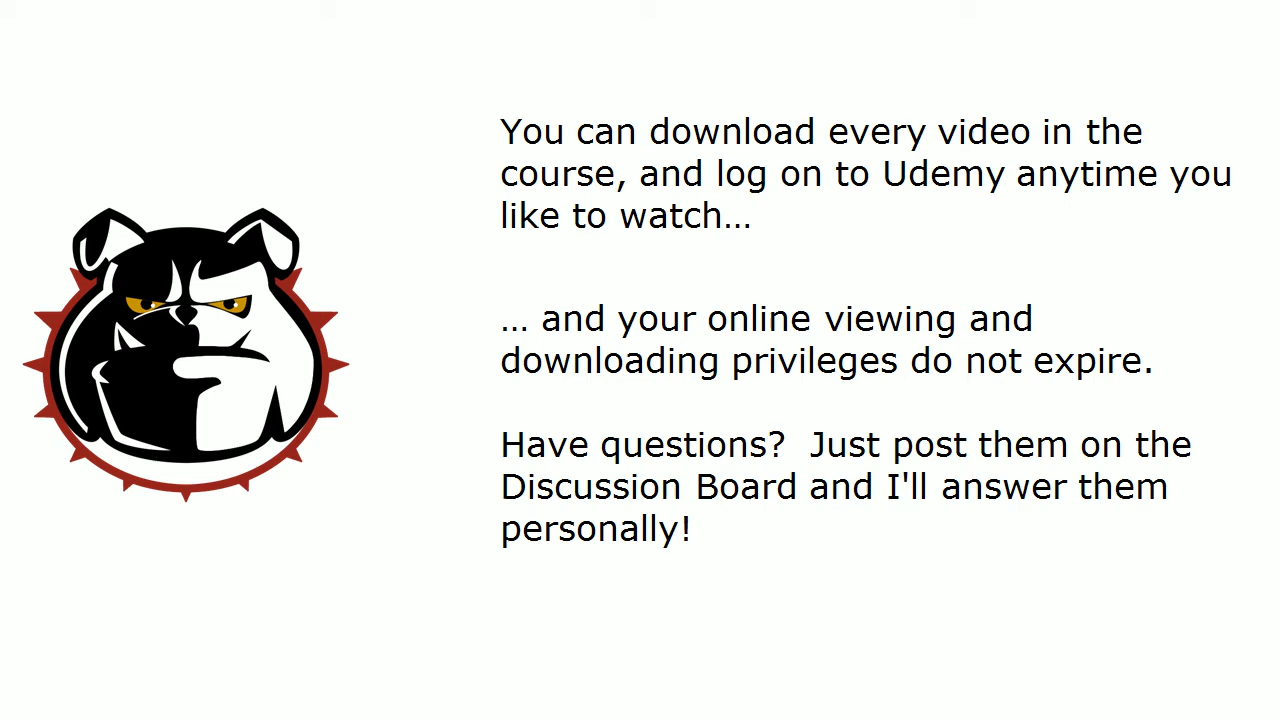 You can download every video in the
course, and log on to Udemy anytime you
like to watch…
… and your online viewing and
downloading privileges do not expire.
Have questions?  Just post them on the
Discussion Board and I'll answer them
personally!